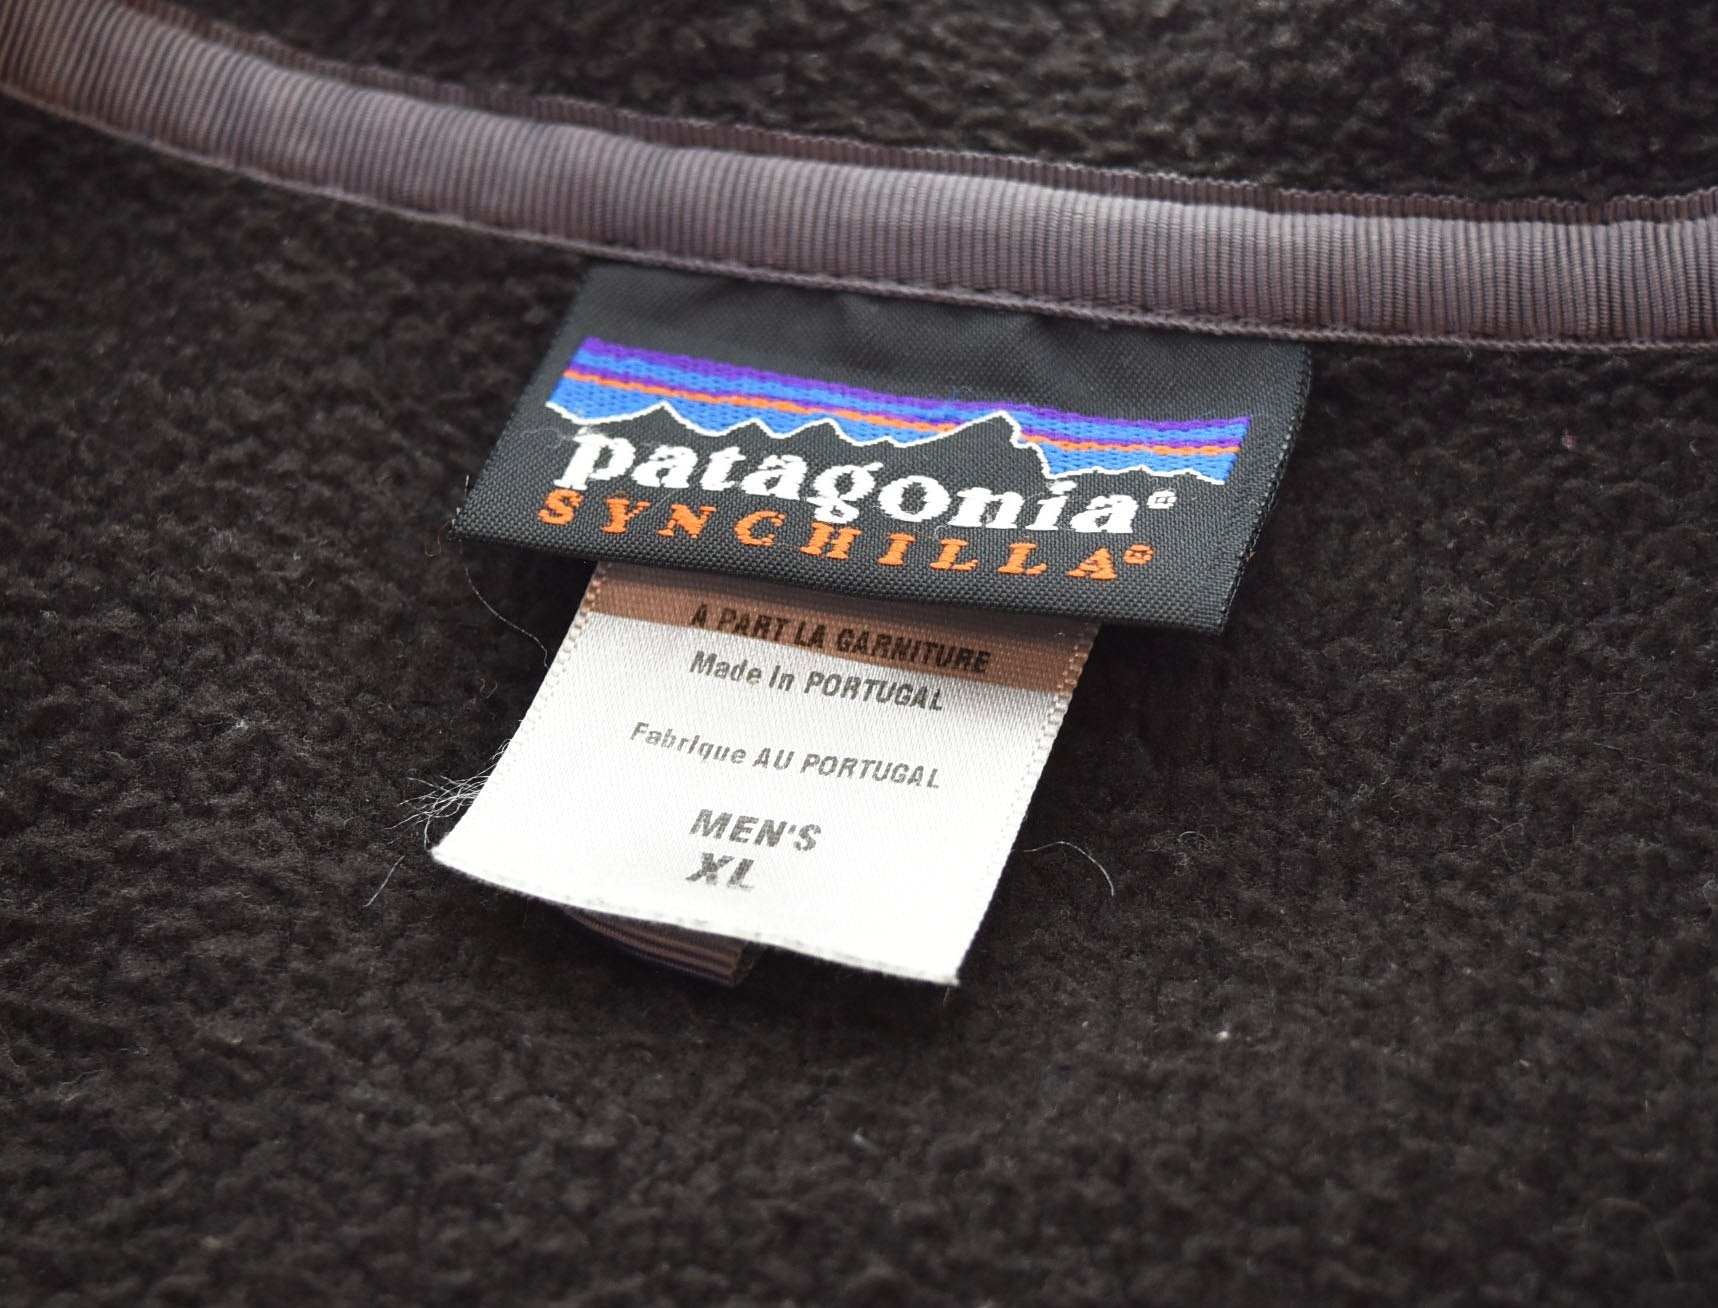 patagonia®
SYNCHILLA®
A PART LA GARNITURE
Made in PORTUGAL
Fabrique AU PORTUGAL
MEN'S
XL